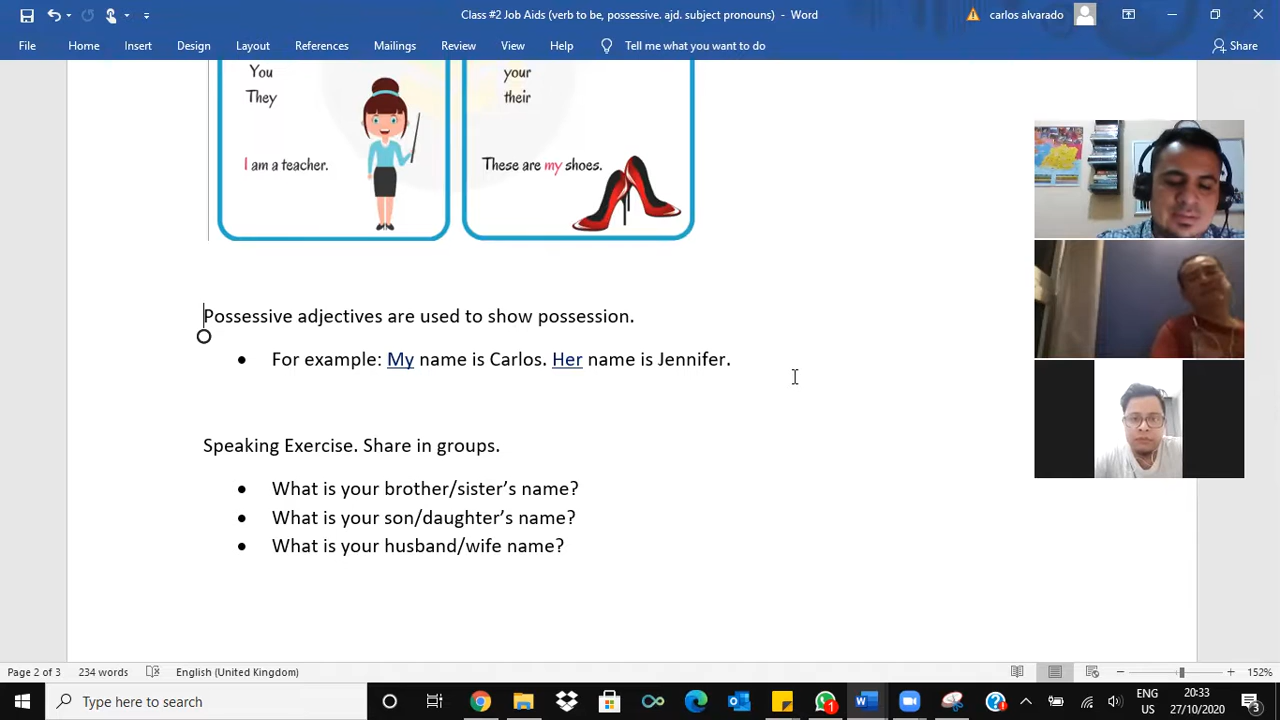 Class #2 Job Aids (verb to be, possessive. ajd. subject pronouns) - Word
carlos alvarado
File Home Insert Design Layout References Mailings Review View Help Tell me what you want to do Share
You
They
I am a teacher.
your
their
These are my shoes.
Possessive adjectives are used to show possession.
• For example: My name is Carlos. Her name is Jennifer.
Speaking Exercise. Share in groups.
• What is your brother/sister’s name?
• What is your son/daughter’s name?
• What is your husband/wife name?
Page 2 of 3 234 words English (United Kingdom) 152%
Type here to search
ENG
US
20:33
27/10/2020
1
3